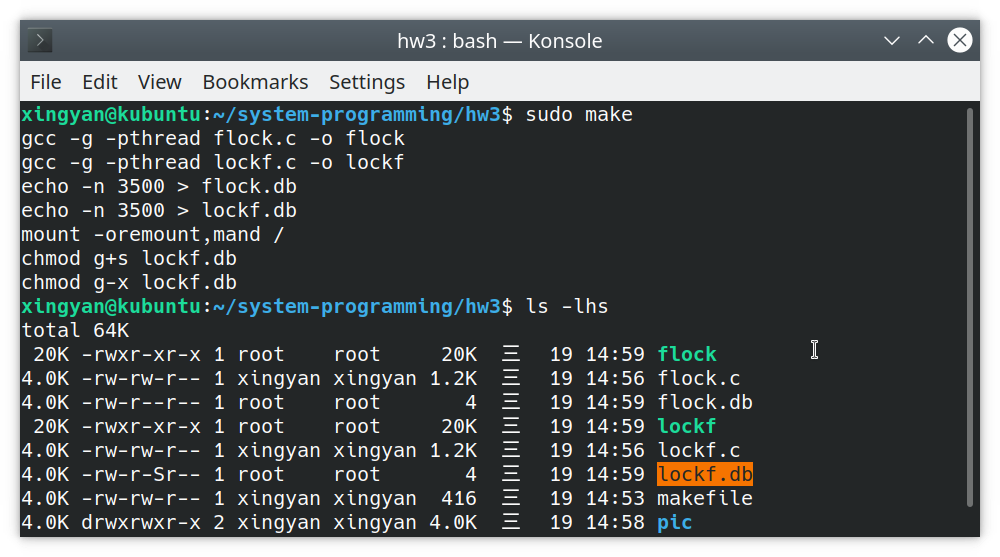 hw3 : bash — Konsole
File Edit View Bookmarks Settings Help
xingyan@kubuntu:~/system-programming/hw3$ sudo make
gcc -g -pthread flock.c -o flock
gcc -g -pthread lockf.c -o lockf
echo -n 3500 > flock.db
echo -n 3500 > lockf.db
mount -oremount,mand /
chmod g+s lockf.db
chmod g-x lockf.db
xingyan@kubuntu:~/system-programming/hw3$ ls -lhs
total 64K
 20K -rwxr-xr-x 1 root    root     20K  三  19 14:59 flock
4.0K -rw-rw-r-- 1 xingyan xingyan 1.2K  三  19 14:56 flock.c
4.0K -rw-r--r-- 1 root    root       4  三  19 14:59 flock.db
 20K -rwxr-xr-x 1 root    root     20K  三  19 14:59 lockf
4.0K -rw-rw-r-- 1 xingyan xingyan 1.2K  三  19 14:56 lockf.c
4.0K -rw-r-Sr-- 1 root    root       4  三  19 14:59 lockf.db
4.0K -rw-rw-r-- 1 xingyan xingyan  416  三  19 14:53 makefile
4.0K drwxrwxr-x 2 xingyan xingyan 4.0K  三  19 14:58 pic